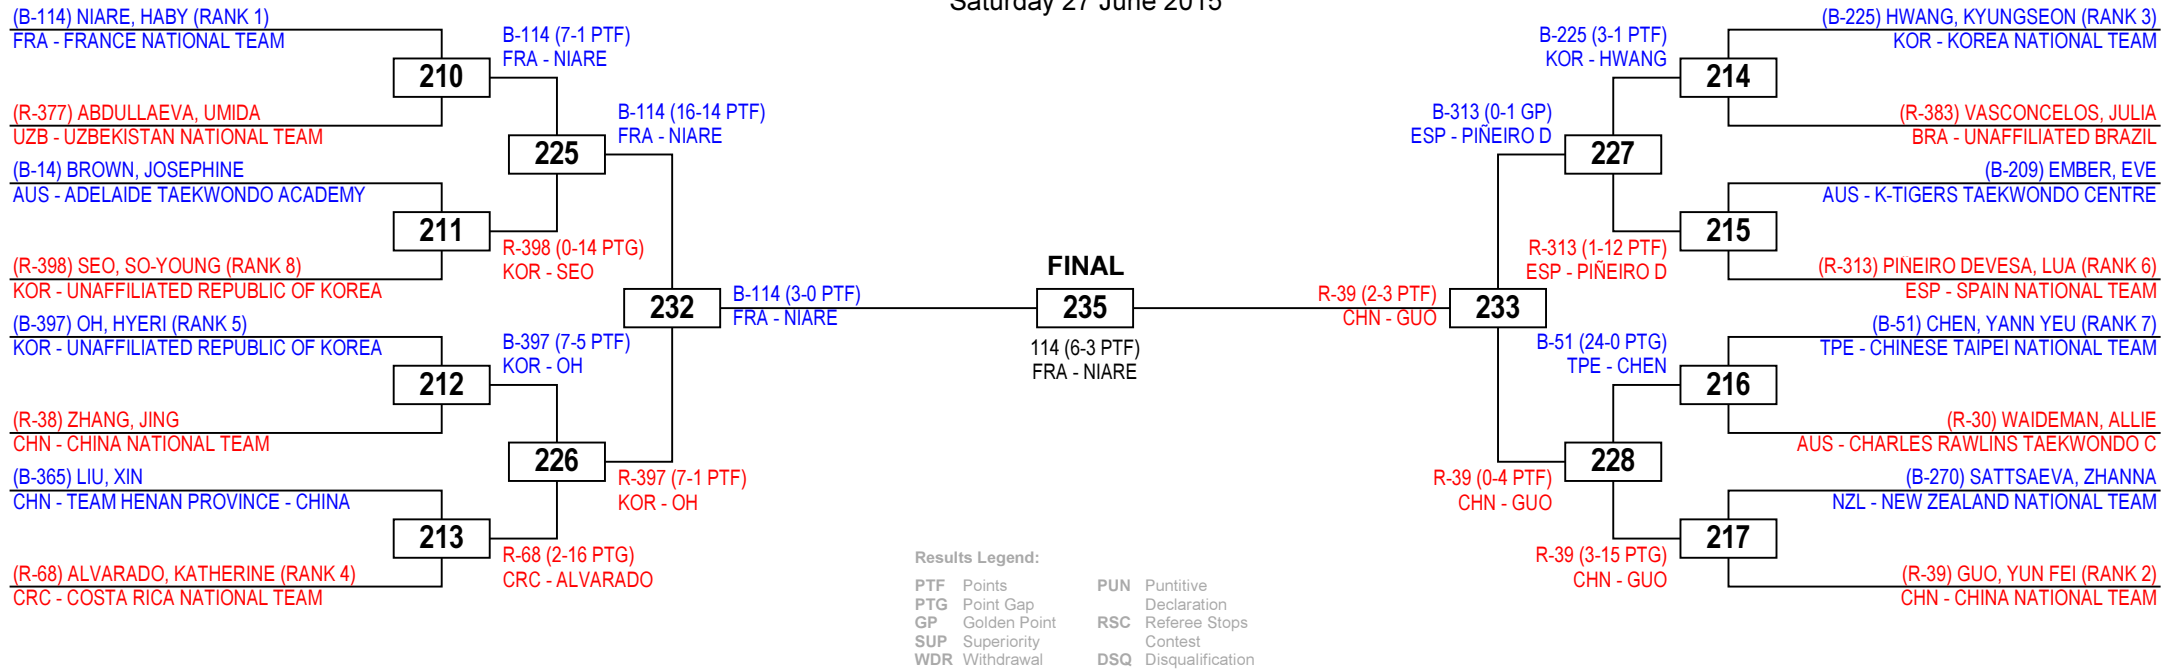 Saturday 27 June 2015
(B-114) NIARE, HABY (RANK 1)
FRA - FRANCE NATIONAL TEAM
210
(R-377) ABDULLAEVA, UMIDA
UZB - UZBEKISTAN NATIONAL TEAM
(B-14) BROWN, JOSEPHINE
AUS - ADELAIDE TAEKWONDO ACADEMY
211
(R-398) SEO, SO-YOUNG (RANK 8)
KOR - UNAFFILIATED REPUBLIC OF KOREA
(B-397) OH, HYERI (RANK 5)
KOR - UNAFFILIATED REPUBLIC OF KOREA
212
(R-38) ZHANG, JING
CHN - CHINA NATIONAL TEAM
(B-365) LIU, XIN
CHN - TEAM HENAN PROVINCE - CHINA
213
(R-68) ALVARADO, KATHERINE (RANK 4)
CRC - COSTA RICA NATIONAL TEAM
B-114 (7-1 PTF)
FRA - NIARE
225
R-398 (0-14 PTG)
KOR - SEO
B-397 (7-5 PTF)
KOR - OH
226
R-68 (2-16 PTG)
CRC - ALVARADO
B-114 (16-14 PTF)
FRA - NIARE
232
R-397 (7-1 PTF)
KOR - OH
B-114 (3-0 PTF)
FRA - NIARE
FINAL
235
114 (6-3 PTF)
FRA - NIARE
R-39 (2-3 PTF)
CHN - GUO
B-313 (0-1 GP)
ESP - PIÑEIRO D
233
R-39 (0-4 PTF)
CHN - GUO
B-225 (3-1 PTF)
KOR - HWANG
227
R-313 (1-12 PTF)
ESP - PIÑEIRO D
B-51 (24-0 PTG)
TPE - CHEN
228
R-39 (3-15 PTG)
CHN - GUO
(B-225) HWANG, KYUNGSEON (RANK 3)
KOR - KOREA NATIONAL TEAM
214
(R-383) VASCONCELOS, JULIA
BRA - UNAFFILIATED BRAZIL
(B-209) EMBER, EVE
AUS - K-TIGERS TAEKWONDO CENTRE
215
(R-313) PIÑEIRO DEVESA, LUA (RANK 6)
ESP - SPAIN NATIONAL TEAM
(B-51) CHEN, YANN YEU (RANK 7)
TPE - CHINESE TAIPEI NATIONAL TEAM
216
(R-30) WAIDEMAN, ALLIE
AUS - CHARLES RAWLINS TAEKWONDO C
(B-270) SATTSAEVA, ZHANNA
NZL - NEW ZEALAND NATIONAL TEAM
217
(R-39) GUO, YUN FEI (RANK 2)
CHN - CHINA NATIONAL TEAM
Results Legend:
PTF Points
PTG Point Gap
GP Golden Point
SUP Superiority
WDR Withdrawal
PUN Puntitive
Declaration
RSC Referee Stops
Contest
DSQ Disqualification